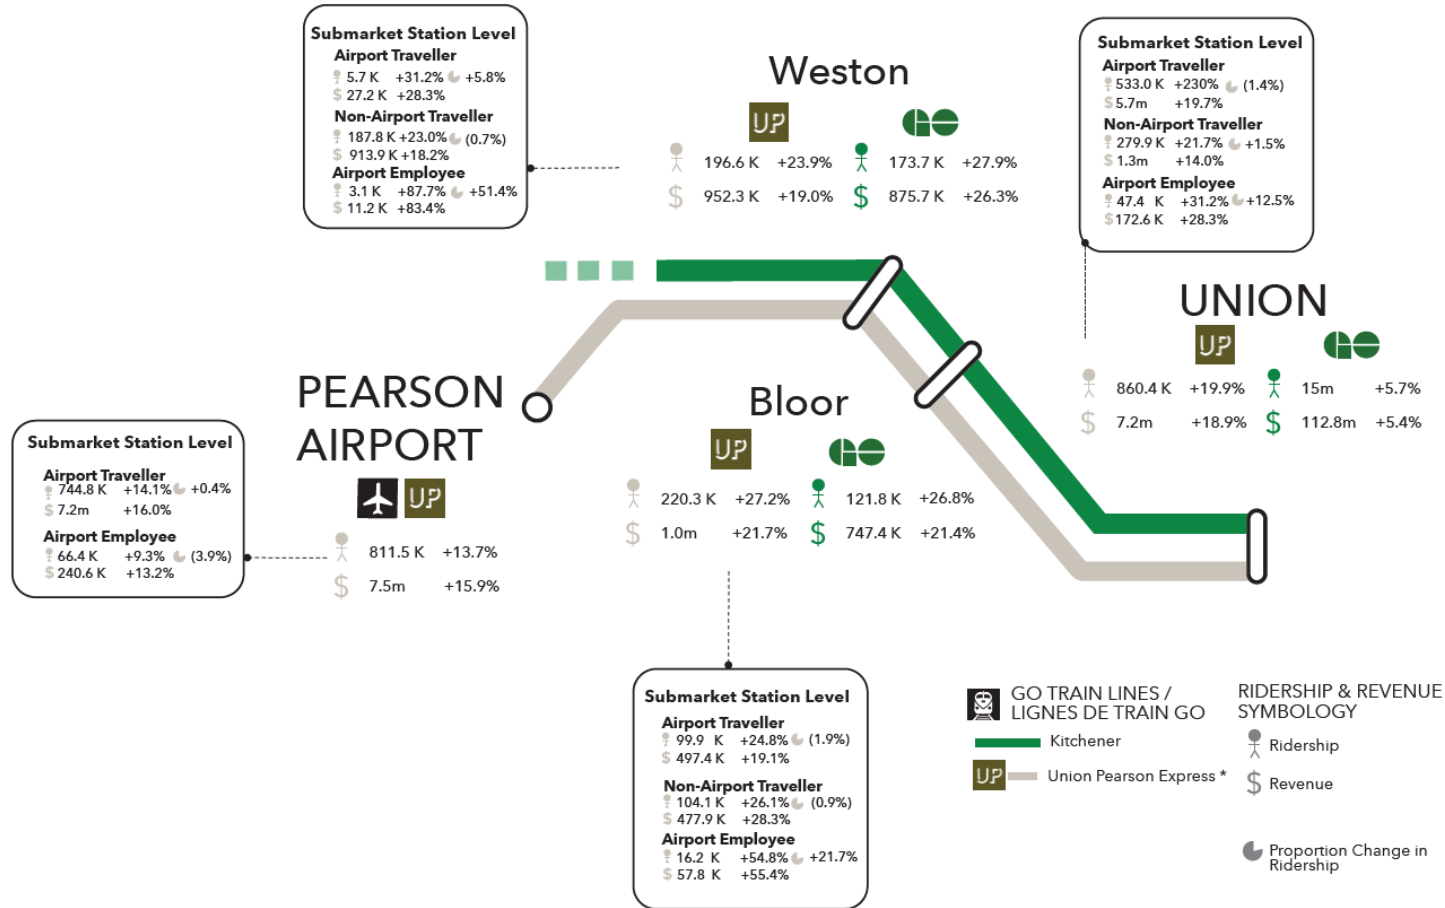 Submarket Station Level
Airport Traveller
5.7 K +31.2% +5.8%
$ 27.2 K +28.3%
Non-Airport Traveller
187.8 K +23.0% (0.7%)
$ 913.9 K +18.2%
Airport Employee
3.1 K +87.7% +51.4%
$ 11.2 K +83.4%
Weston
UP GO
196.6 K +23.9% 173.7 K +27.9%
$ 952.3 K +19.0% $ 875.7 K +26.3%
Submarket Station Level
Airport Traveller
533.0 K +230% (1.4%)
$ 5.7m +19.7%
Non-Airport Traveller
279.9 K +21.7% +1.5%
$ 1.3m +14.0%
Airport Employee
47.4 K +31.2% +12.5%
$ 172.6 K +28.3%
UNION
UP GO
860.4 K +19.9% 15m +5.7%
$ 7.2m +18.9% $ 112.8m +5.4%
PEARSON
AIRPORT
UP
811.5 K +13.7%
$ 7.5m +15.9%
Submarket Station Level
Airport Traveller
744.8 K +14.1% +0.4%
$ 7.2m +16.0%
Airport Employee
66.4 K +9.3% (3.9%)
$ 240.6 K +13.2%
Bloor
UP GO
220.3 K +27.2% 121.8 K +26.8%
$ 1.0m +21.7% $ 747.4 K +21.4%
Submarket Station Level
Airport Traveller
99.9 K +24.8% (1.9%)
$ 497.4 K +19.1%
Non-Airport Traveller
104.1 K +26.1% (0.9%)
$ 477.9 K +28.3%
Airport Employee
16.2 K +54.8% +21.7%
$ 57.8 K +55.4%
GO TRAIN LINES /
LIGNES DE TRAIN GO
Kitchener
UP Union Pearson Express *
RIDERSHIP & REVENUE
SYMBOLOGY
Ridership
$ Revenue
Proportion Change in
Ridership